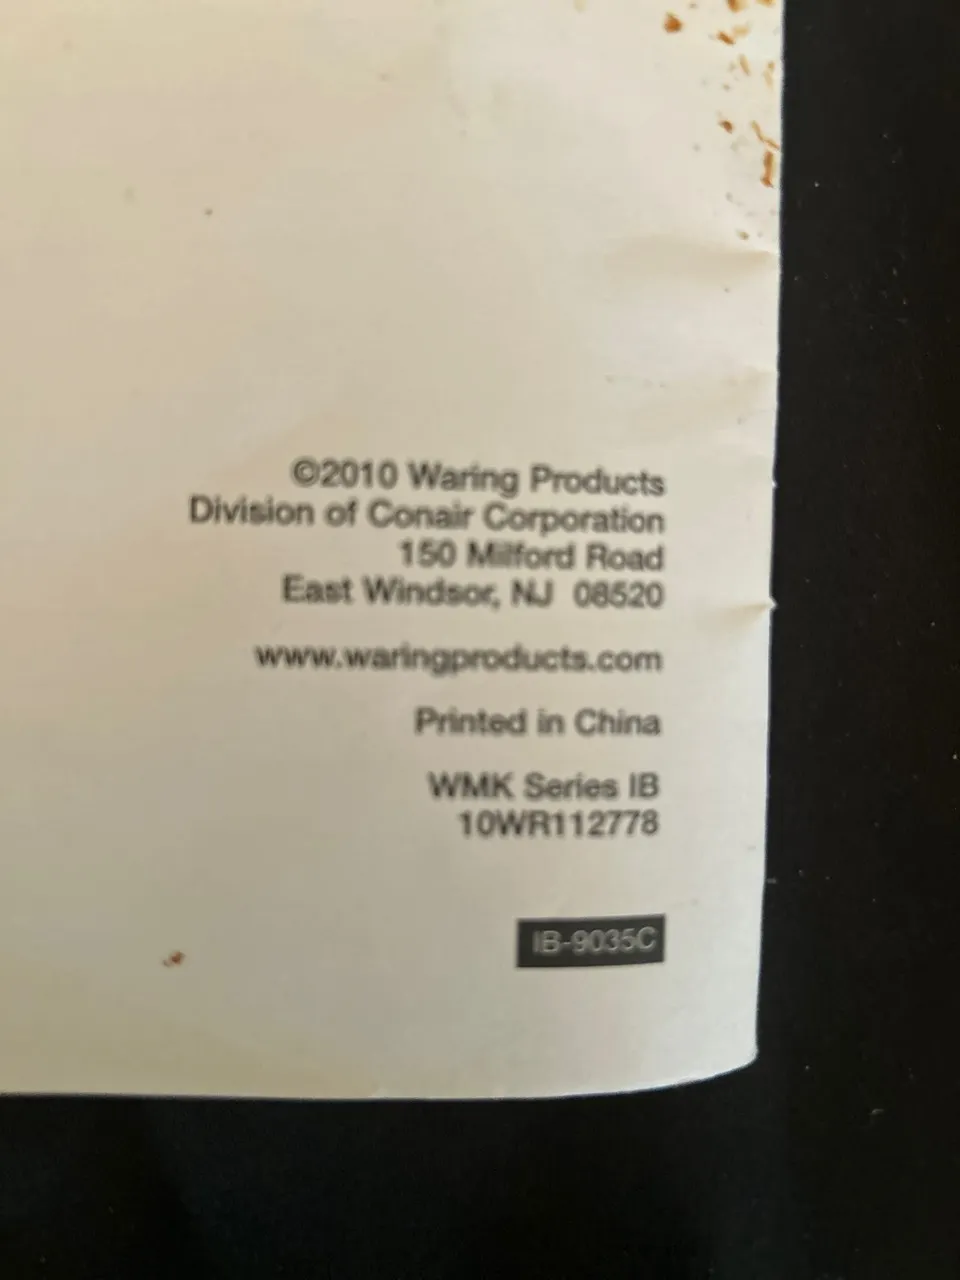 ©2010 Waring Products
Division of Conair Corporation
150 Milford Road
East Windsor, NJ  08520
www.waringproducts.com
Printed in China
WMK Series IB
10WR112778
IB-9035C